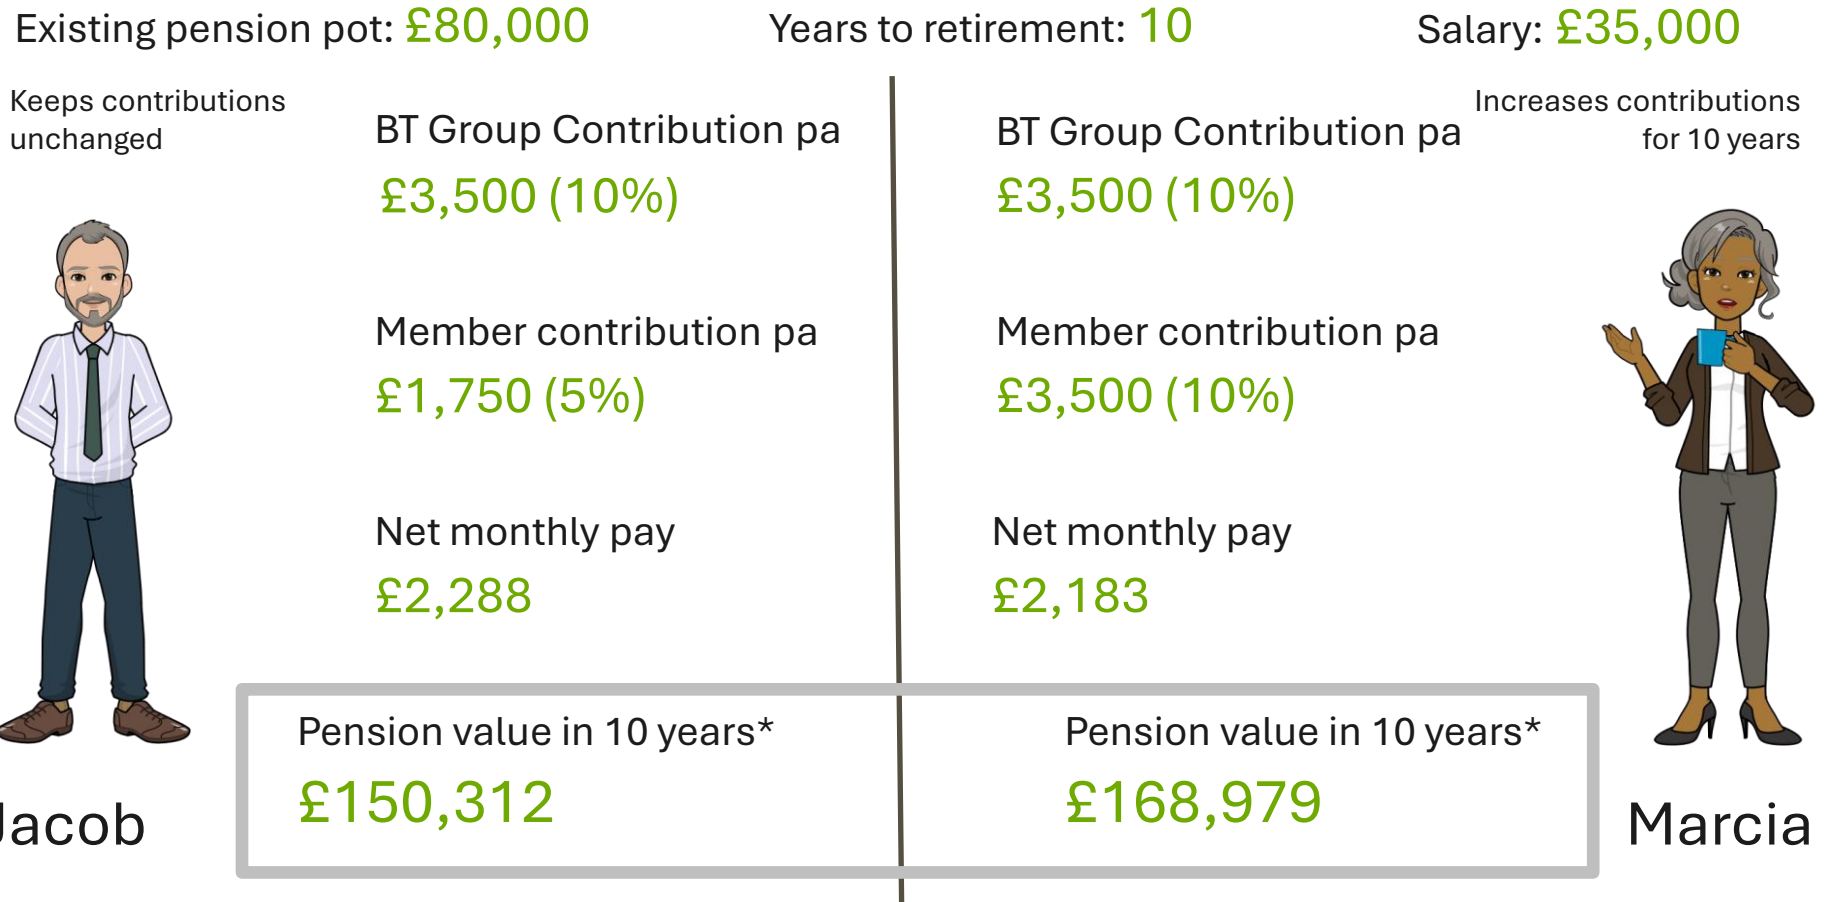 Existing pension pot: £80,000
Years to retirement: 10
Salary: £35,000
Keeps contributions
unchanged
BT Group Contribution pa
£3,500 (10%)
Member contribution pa
£1,750 (5%)
Net monthly pay
£2,288
Pension value in 10 years*
£150,312
Jacob
Increases contributions
for 10 years
BT Group Contribution pa
£3,500 (10%)
Member contribution pa
£3,500 (10%)
Net monthly pay
£2,183
Pension value in 10 years*
£168,979
Marcia